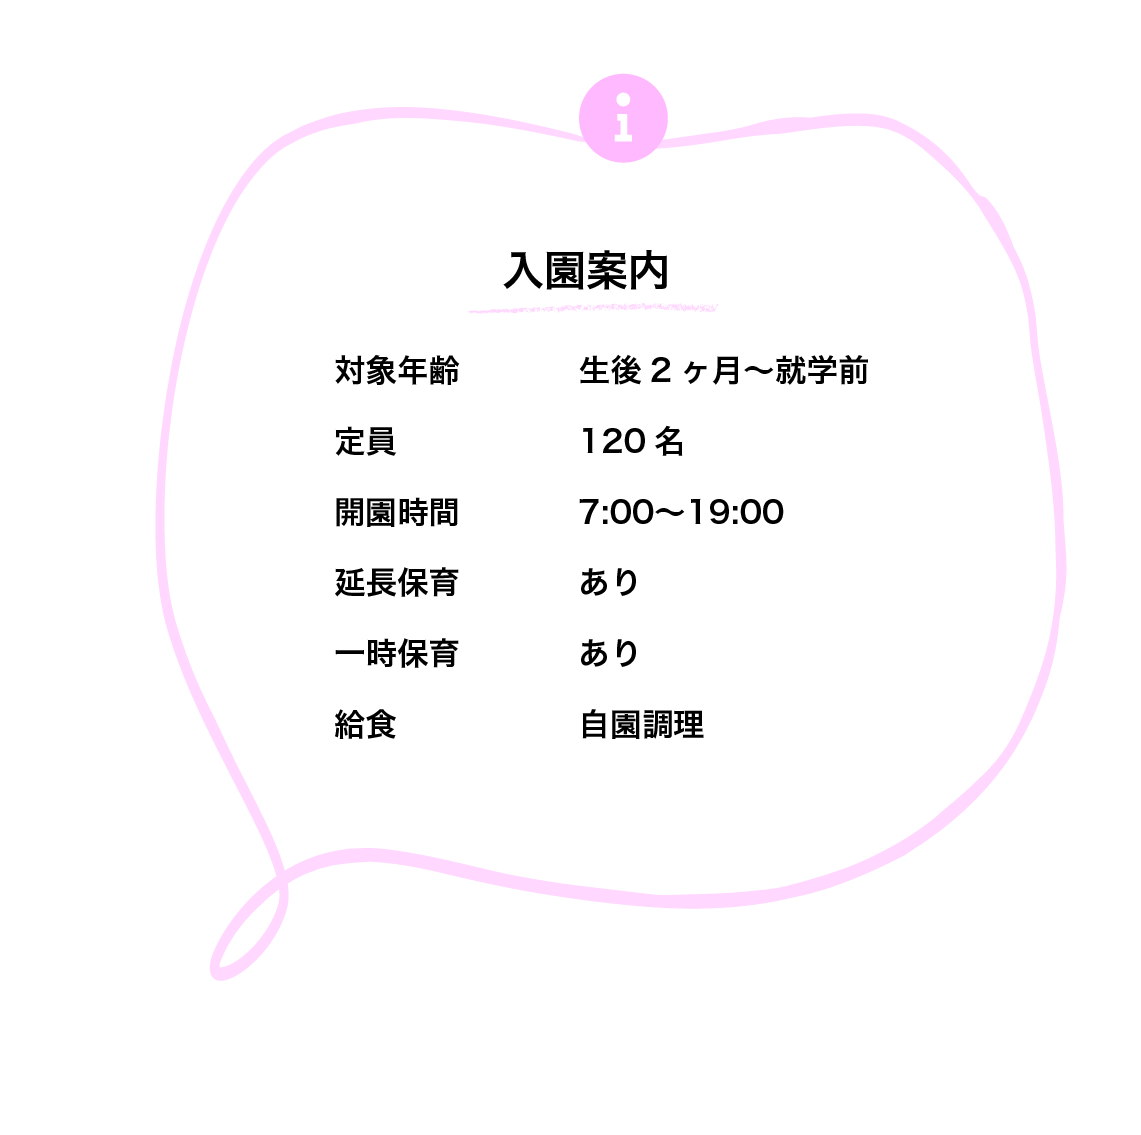 入園案内
対象年齢 生後2ヶ月〜就学前
定員 120名
開園時間 7:00〜19:00
延長保育 あり
一時保育 あり
給食 自園調理